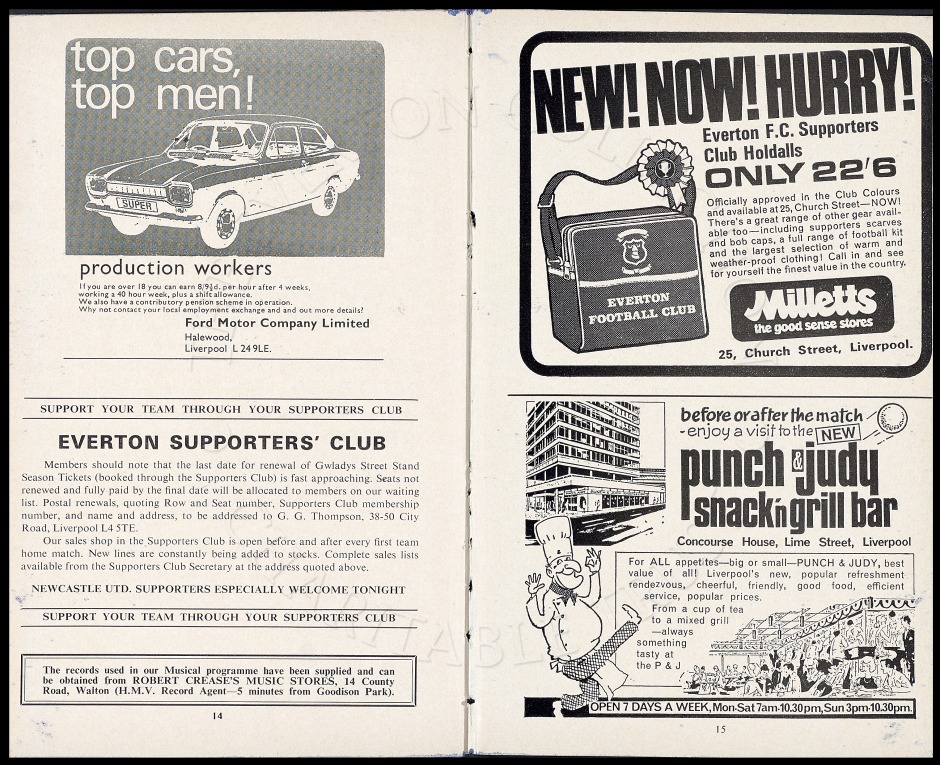 top cars,
top men!
SUPER
production workers
If you are over 18 you can earn 8/9½d. per hour after 4 weeks,
working a 40 hour week, plus a shift allowance.
We also have a contributory pension scheme in operation.
Why not contact your local employment exchange and and out more details?
Ford Motor Company Limited
Halewood,
Liverpool L 24 9LE.
SUPPORT YOUR TEAM THROUGH YOUR SUPPORTERS CLUB
EVERTON SUPPORTERS' CLUB
Members should note that the last date for renewal of Gwladys Street Stand
Season Tickets (booked through the Supporters Club) is fast approaching. Seats not
renewed and fully paid by the final date will be allocated to members on our waiting
list. Postal renewals, quoting Row and Seat number, Supporters Club membership
number, and name and address, to be addressed to G. G. Thompson, 38-50 City
Road, Liverpool L4 5TE.
Our sales shop in the Supporters Club is open before and after every first team
home match. New lines are constantly being added to stocks. Complete sales lists
available from the Supporters Club Secretary at the address quoted above.
NEWCASTLE UTD. SUPPORTERS ESPECIALLY WELCOME TONIGHT
SUPPORT YOUR TEAM THROUGH YOUR SUPPORTERS CLUB
The records used in our Musical programme have been supplied and can
be obtained from ROBERT CREASE'S MUSIC STORES, 14 County
Road, Walton (H.M.V. Record Agent—5 minutes from Goodison Park).
14
NEW! NOW! HURRY!
Everton F.C. Supporters
Club Holdalls
ONLY 22'6
Officially approved in the Club Colours
and available at 25, Church Street—NOW!
There's a great range of other gear avail-
able too—including supporters scarves
and bob caps, a full range of football kit
and the largest selection of warm and
weather-proof clothing! Call in and see
for yourself the finest value in the country.
EVERTON
FOOTBALL CLUB
Milletts
the good sense stores
25, Church Street, Liverpool.
before or after the match
-enjoy a visit to the NEW
punch & judy
snack'n grill bar
Concourse House, Lime Street, Liverpool
For ALL appetites—big or small—PUNCH & JUDY, best
value of all! Liverpool's new, popular refreshment
rendezvous, cheerful, friendly, good food, efficient
service, popular prices.
From a cup of tea
to a mixed grill
—always
something
tasty at
the P & J
OPEN 7 DAYS A WEEK, Mon-Sat 7am-10.30pm, Sun 3pm-10.30pm.
15